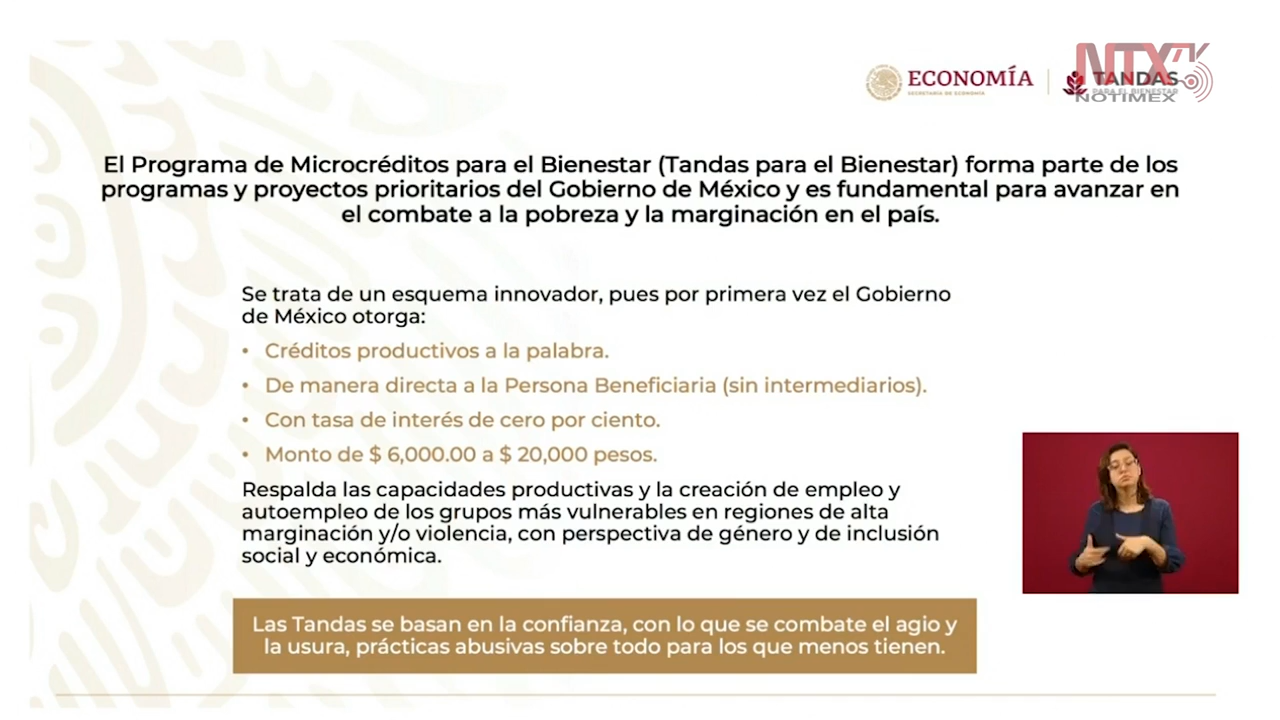 ECONOMÍA
SECRETARÍA DE ECONOMÍA
TANDAS
PARA EL BIENESTAR
NTX
NOTIMEX
El Programa de Microcréditos para el Bienestar (Tandas para el Bienestar) forma parte de los
programas y proyectos prioritarios del Gobierno de México y es fundamental para avanzar en
el combate a la pobreza y la marginación en el país.
Se trata de un esquema innovador, pues por primera vez el Gobierno
de México otorga:
• Créditos productivos a la palabra.
• De manera directa a la Persona Beneficiaria (sin intermediarios).
• Con tasa de interés de cero por ciento.
• Monto de $ 6,000.00 a $ 20,000 pesos.
Respalda las capacidades productivas y la creación de empleo y
autoempleo de los grupos más vulnerables en regiones de alta
marginación y/o violencia, con perspectiva de género y de inclusión
social y económica.
Las Tandas se basan en la confianza, con lo que se combate el agio y
la usura, prácticas abusivas sobre todo para los que menos tienen.